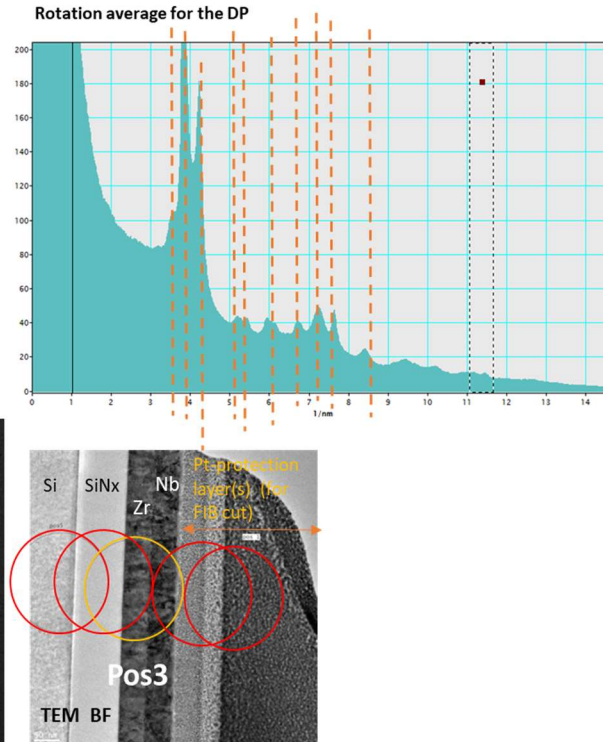 Rotation average for the DP
200
180
160
140
120
100
80
60
40
20
0
0 1 2 3 4 5 6 7 8 9 10 11 12 13 14
1/nm
Si SiNx Zr Nb
Pt-protection
layer(s) (for
FIB cut)
Pos3
TEM BF